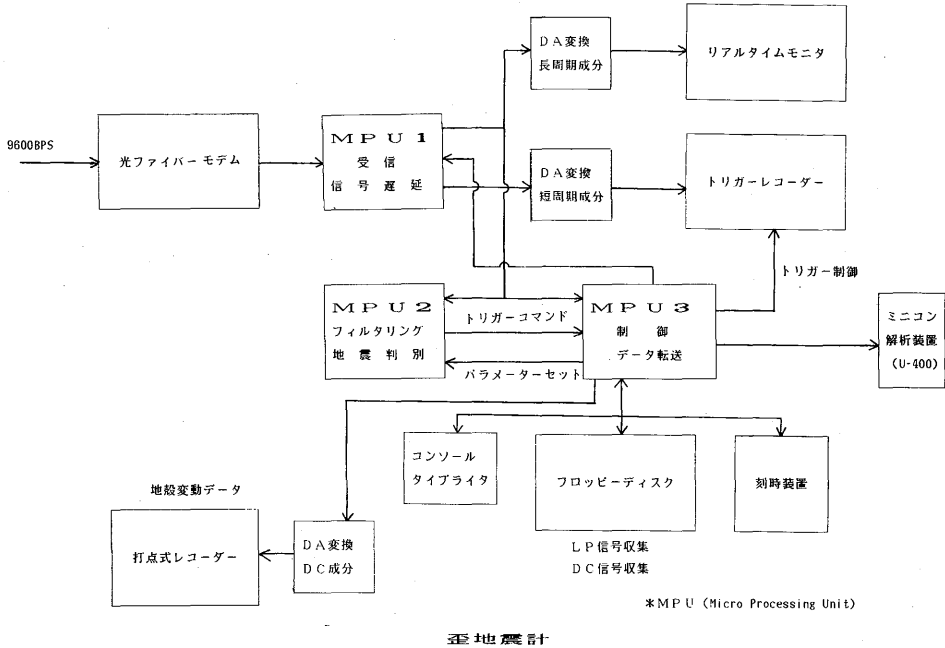 DA変換
長周期成分
リアルタイムモニタ
9600BPS
光ファイバーモデム
MPU1
受信
信号遅延
DA変換
短周期成分
トリガーレコーダー
トリガー制御
MPU2
フィルタリング
地震判別
トリガーコマンド
パラメーターセット
MPU3
制御
データ転送
ミニコン
解析装置
(U-400)
コンソール
タイプライタ
フロッピーディスク
刻時装置
LP信号収集
DC信号収集
地殻変動データ
打点式レコーダー
DA変換
DC成分
*MPU (Micro Processing Unit)
歪地震計